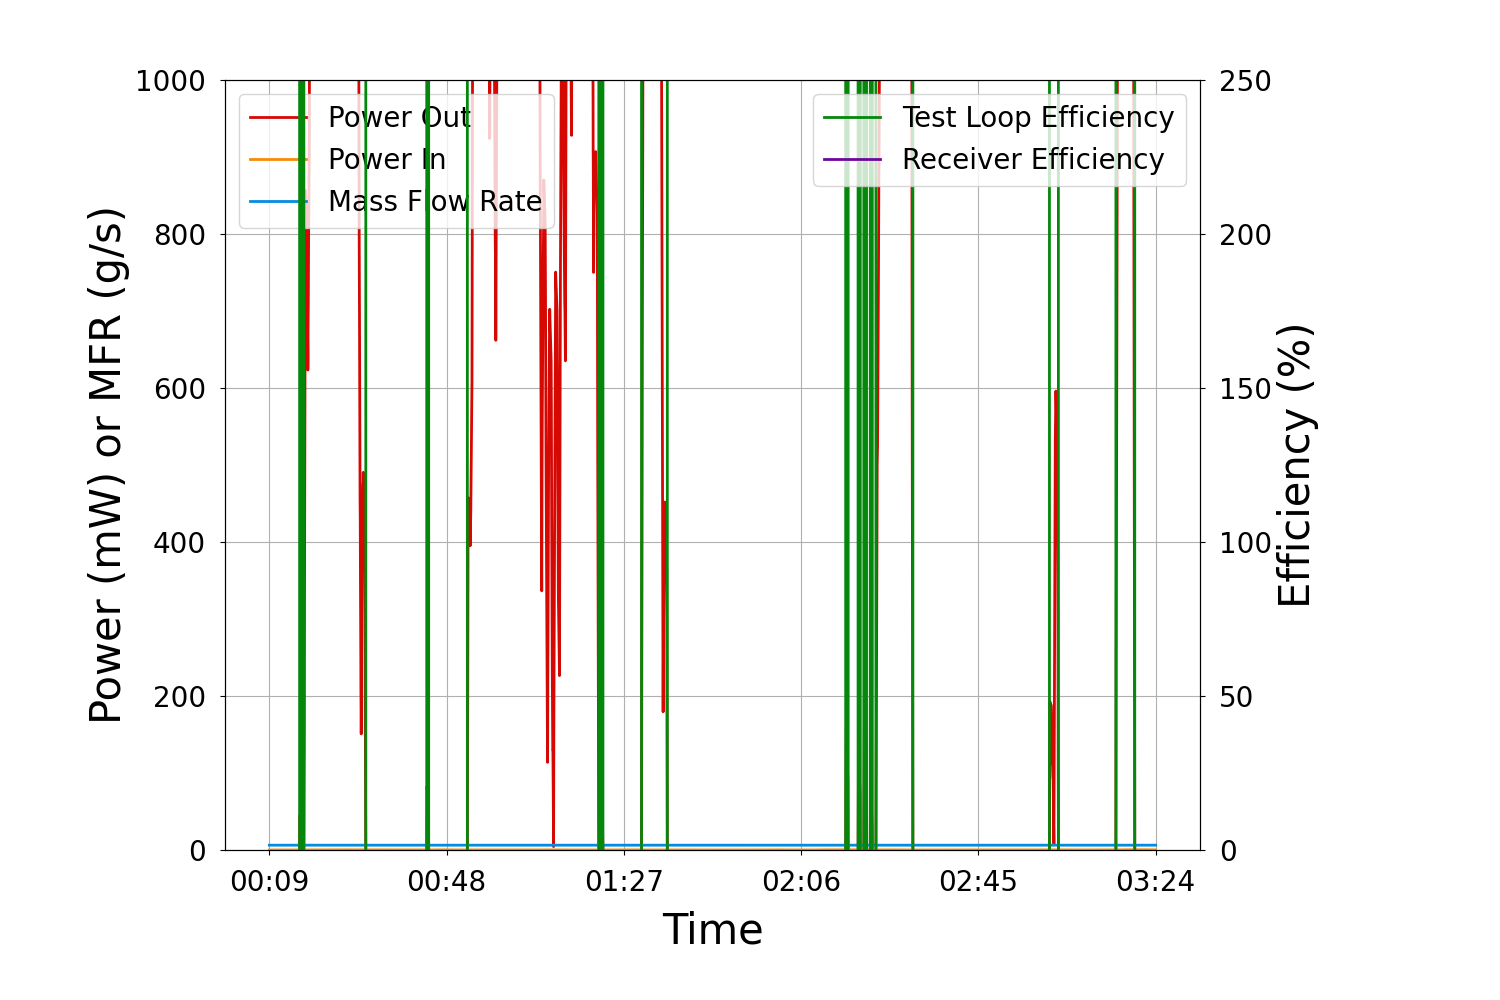 1000
800
600
400
200
0
Power (mW) or MFR (g/s)
Power Out
Power In
Mass Flow Rate
Test Loop Efficiency
Receiver Efficiency
250
200
150
100
50
0
Efficiency (%)
00:09 00:48 01:27 02:06 02:45 03:24
Time